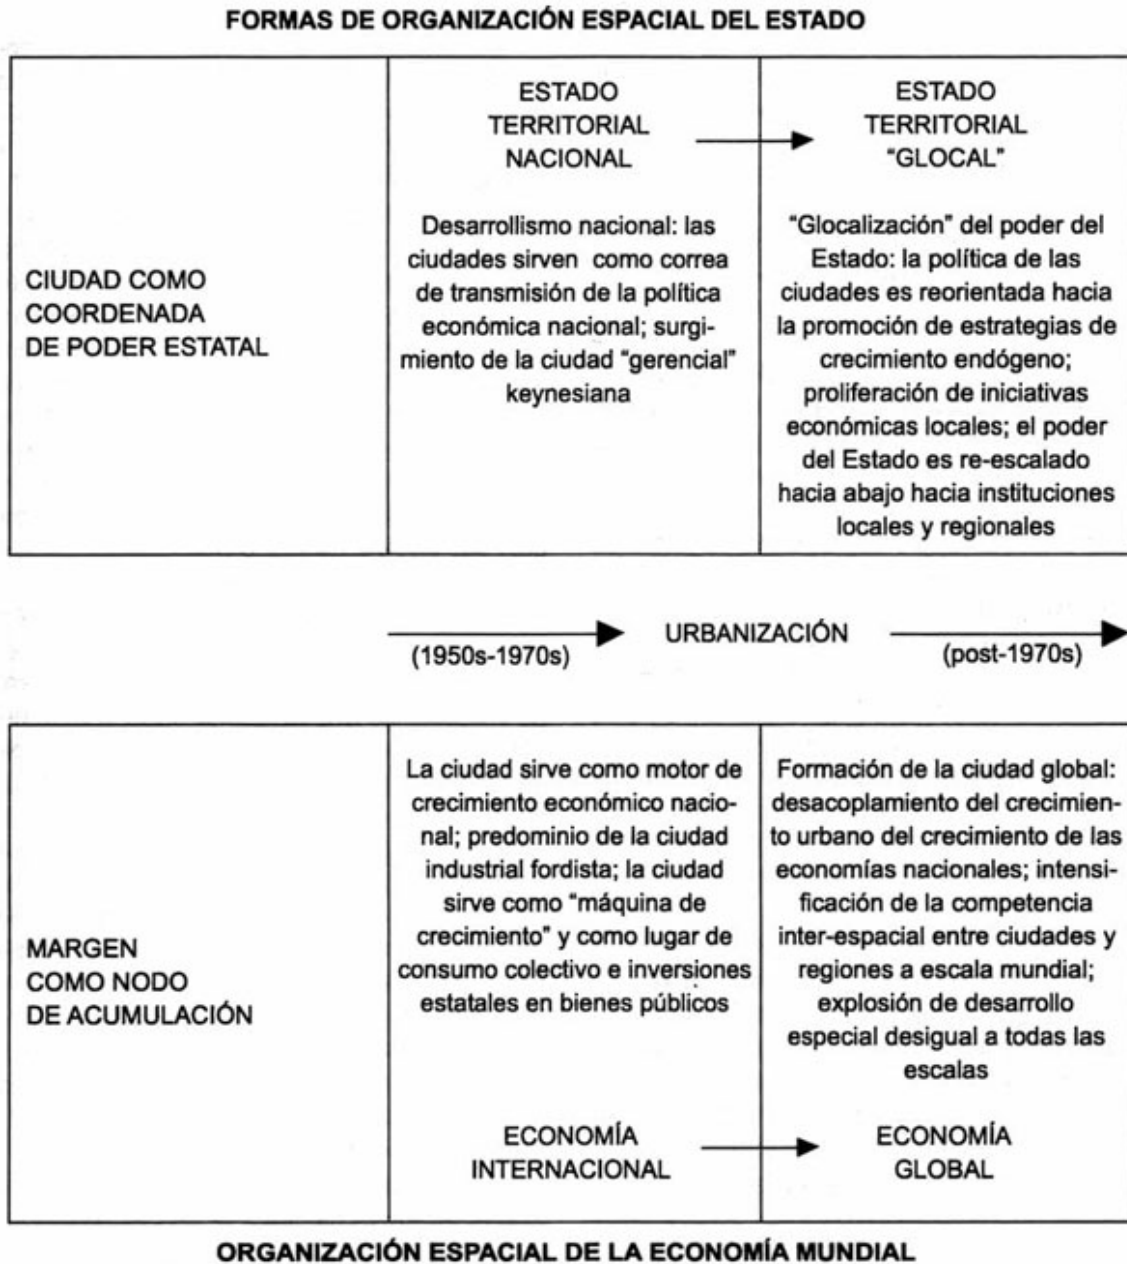 FORMAS DE ORGANIZACIÓN ESPACIAL DEL ESTADO
CIUDAD COMO
COORDENADA
DE PODER ESTATAL
ESTADO
TERRITORIAL
NACIONAL
Desarrollismo nacional: las
ciudades sirven como correa
de transmisión de la política
económica nacional; surgi-
miento de la ciudad “gerencial”
keynesiana
ESTADO
TERRITORIAL
“GLOCAL”
“Glocalización” del poder del
Estado: la política de las
ciudades es reorientada hacia
la promoción de estrategias de
crecimiento endógeno;
proliferación de iniciativas
económicas locales; el poder
del Estado es re-escalado
hacia abajo hacia instituciones
locales y regionales
(1950s-1970s)
URBANIZACIÓN
(post-1970s)
MARGEN
COMO NODO
DE ACUMULACIÓN
La ciudad sirve como motor de
crecimiento económico nacio-
nal; predominio de la ciudad
industrial fordista; la ciudad
sirve como “máquina de
crecimiento” y como lugar de
consumo colectivo e inversiones
estatales en bienes públicos
ECONOMÍA
INTERNACIONAL
Formación de la ciudad global:
desacoplamiento del crecimien-
to urbano del crecimiento de las
economías nacionales; intensi-
ficación de la competencia
inter-espacial entre ciudades y
regiones a escala mundial;
explosión de desarrollo
especial desigual a todas las
escalas
ECONOMÍA
GLOBAL
ORGANIZACIÓN ESPACIAL DE LA ECONOMÍA MUNDIAL